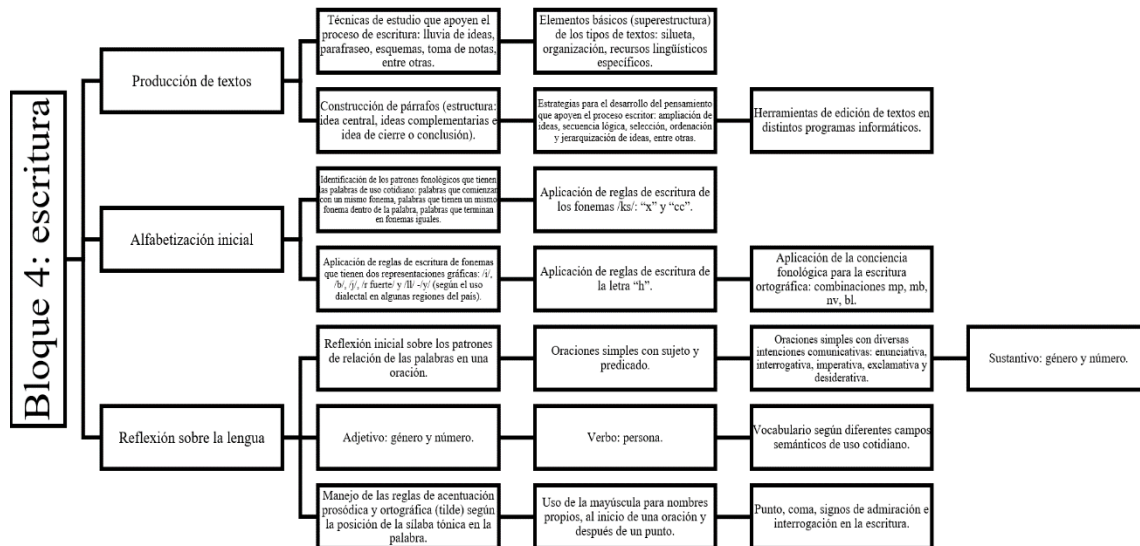 Bloque 4: escritura
Producción de textos
Técnicas de estudio que apoyen el
proceso de escritura: lluvia de ideas,
parafraseo, esquemas, toma de notas,
entre otras.
Elementos básicos (superestructura)
de los tipos de textos: silueta,
organización, recursos lingüísticos
específicos.
Construcción de párrafos (estructura:
idea central, ideas complementarias e
idea de cierre o conclusión).
Estrategias para el desarrollo del pensamiento
que apoyen el proceso escritor: ampliación de
ideas, secuencia lógica, selección, ordenación
y jerarquización de ideas, entre otras.
Herramientas de edición de textos en
distintos programas informáticos.
Alfabetización inicial
Identificación de los patrones fonológicos que tienen
las palabras de uso cotidiano: palabras que comienzan
con un mismo fonema, palabras que tienen un mismo
fonema dentro de la palabra, palabras que terminan
en fonemas iguales.
Aplicación de reglas de escritura de
los fonemas /ks/: “x” y “cc”.
Aplicación de reglas de escritura de fonemas
que tienen dos representaciones gráficas: /i/,
/b/, /j/, /r fuerte/ y /ll/ -/y/ (según el uso
dialectal en algunas regiones del país).
Aplicación de reglas de escritura de
la letra “h”.
Aplicación de la conciencia
fonológica para la escritura
ortográfica: combinaciones mp, mb,
nv, bl.
Reflexión sobre la lengua
Reflexión inicial sobre los patrones
de relación de las palabras en una
oración.
Oraciones simples con sujeto y
predicado.
Oraciones simples con diversas
intenciones comunicativas: enunciativa,
interrogativa, imperativa, exclamativa y
desiderativa.
Sustantivo: género y número.
Adjetivo: género y número.
Verbo: persona.
Vocabulario según diferentes campos
semánticos de uso cotidiano.
Manejo de las reglas de acentuación
prosódica y ortográfica (tilde) según
la posición de la sílaba tónica en la
palabra.
Uso de la mayúscula para nombres
propios, al inicio de una oración y
después de un punto.
Punto, coma, signos de admiración e
interrogación en la escritura.